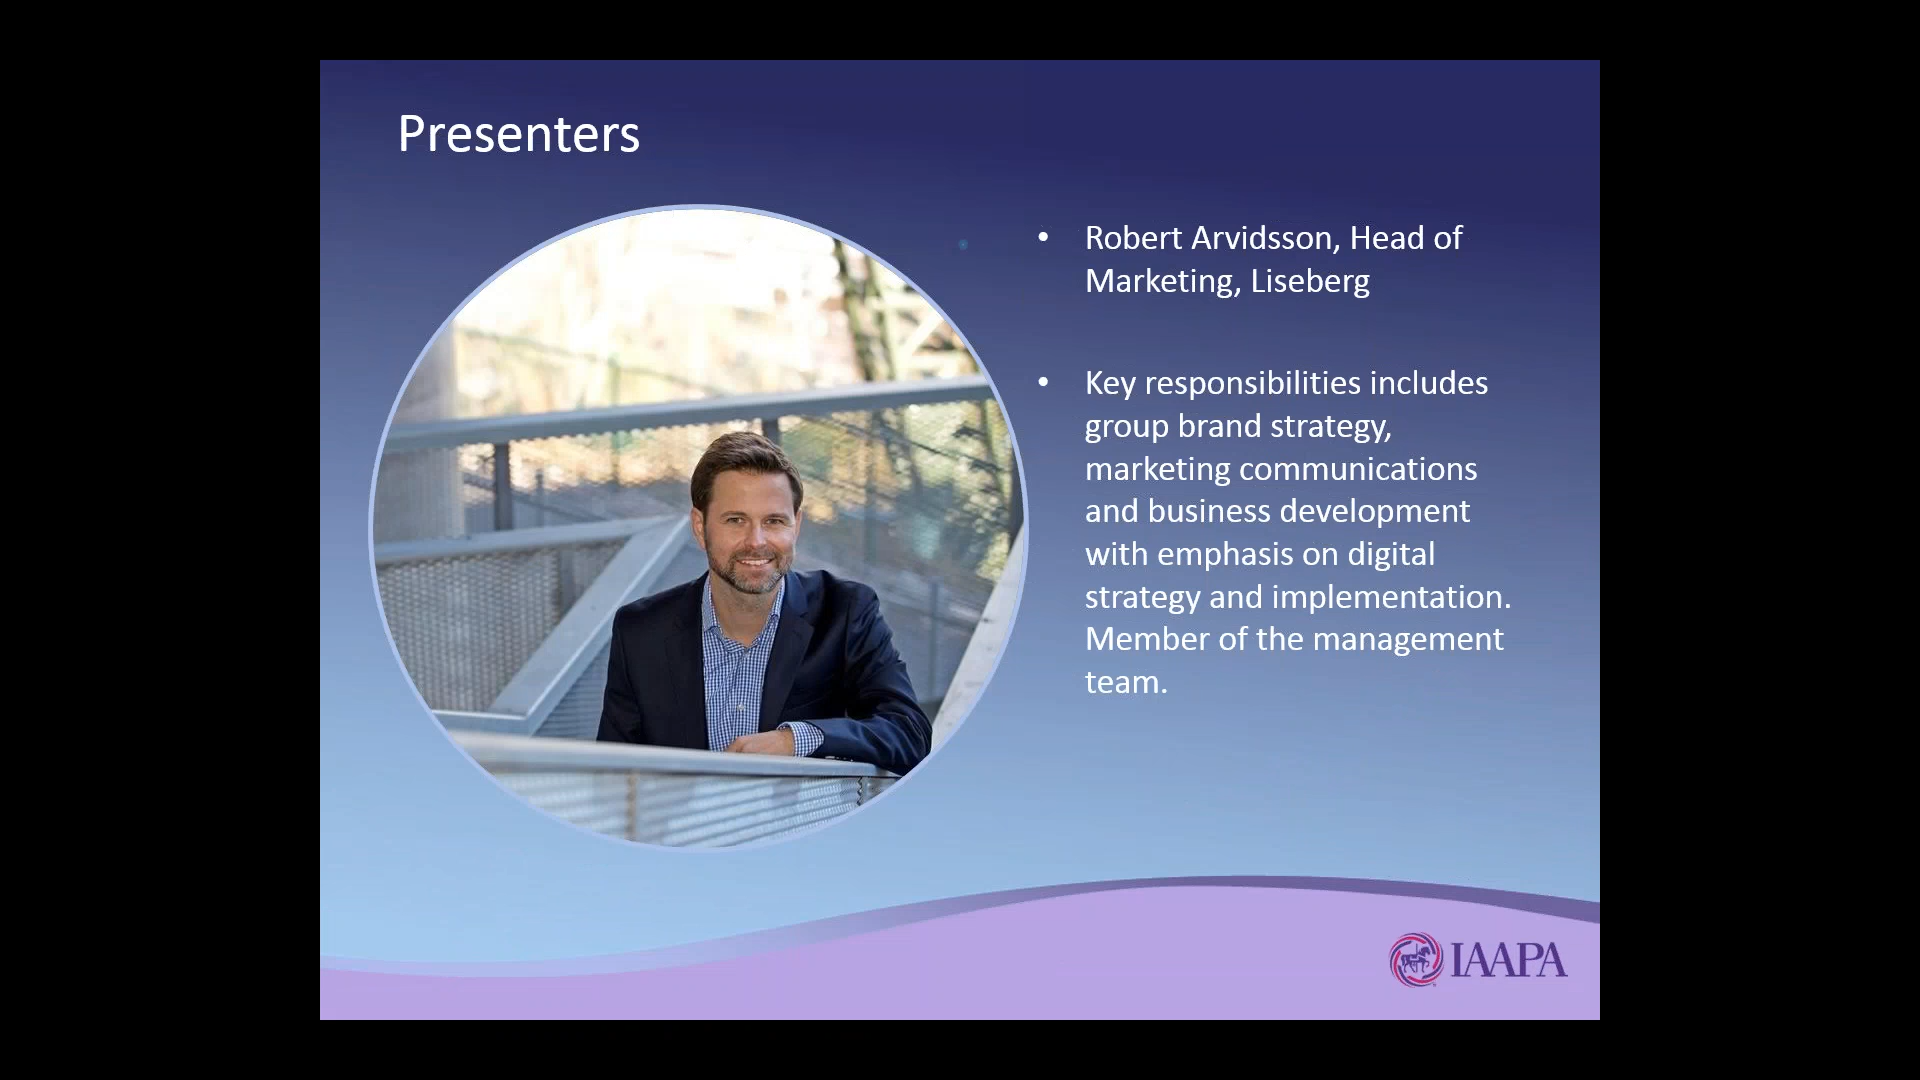 Presenters
• Robert Arvidsson, Head of
Marketing, Liseberg
• Key responsibilities includes
group brand strategy,
marketing communications
and business development
with emphasis on digital
strategy and implementation.
Member of the management
team.
IAAPA